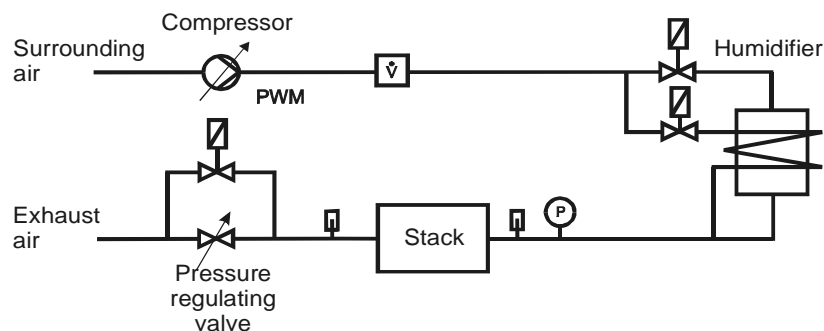 Compressor
Surrounding
air
PWM
V̇
Humidifier
Exhaust
air
Stack
P
Pressure
regulating
valve